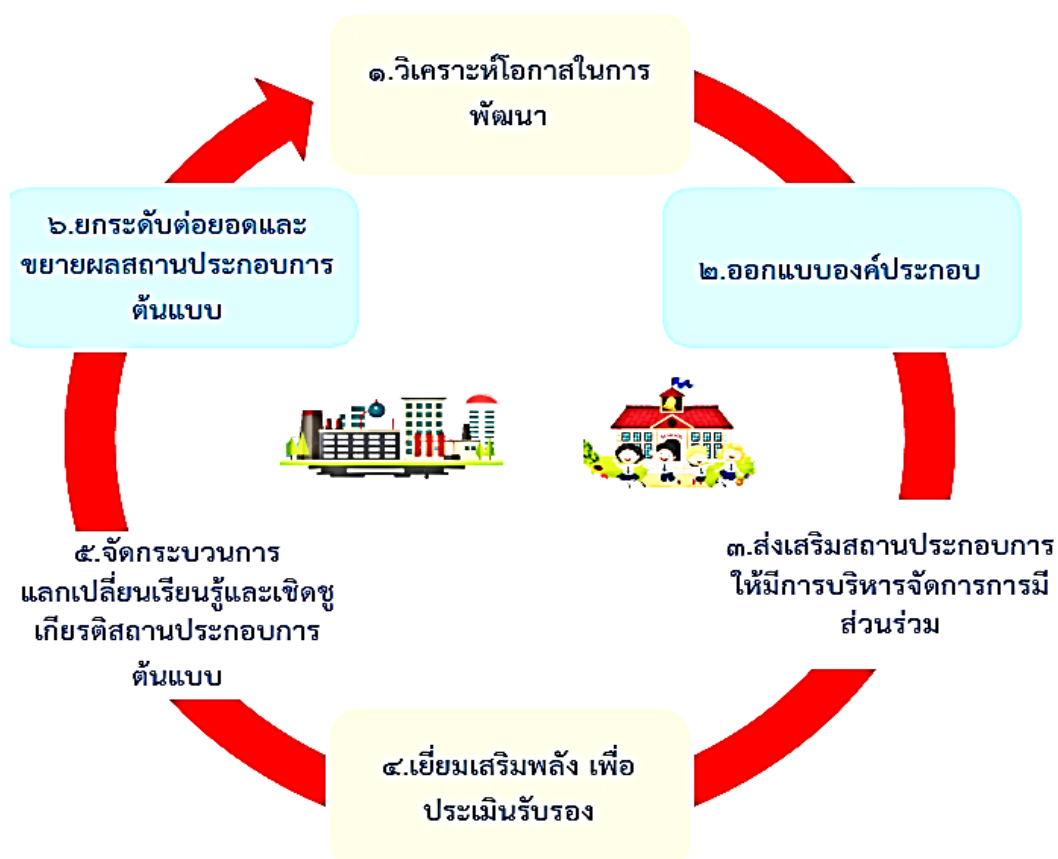 ๑.วิเคราะห์โอกาสในการ
พัฒนา
๒.ออกแบบองค์ประกอบ
๓.ส่งเสริมสถานประกอบการ
ให้มีการบริหารจัดการการมี
ส่วนร่วม
๔.เยี่ยมเสริมพลัง เพื่อ
ประเมินรับรอง
๕.จัดกระบวนการ
แลกเปลี่ยนเรียนรู้และเชิดชู
เกียรติสถานประกอบการ
ต้นแบบ
๖.ยกระดับต่อยอดและ
ขยายผลสถานประกอบการ
ต้นแบบ
SCHOOL